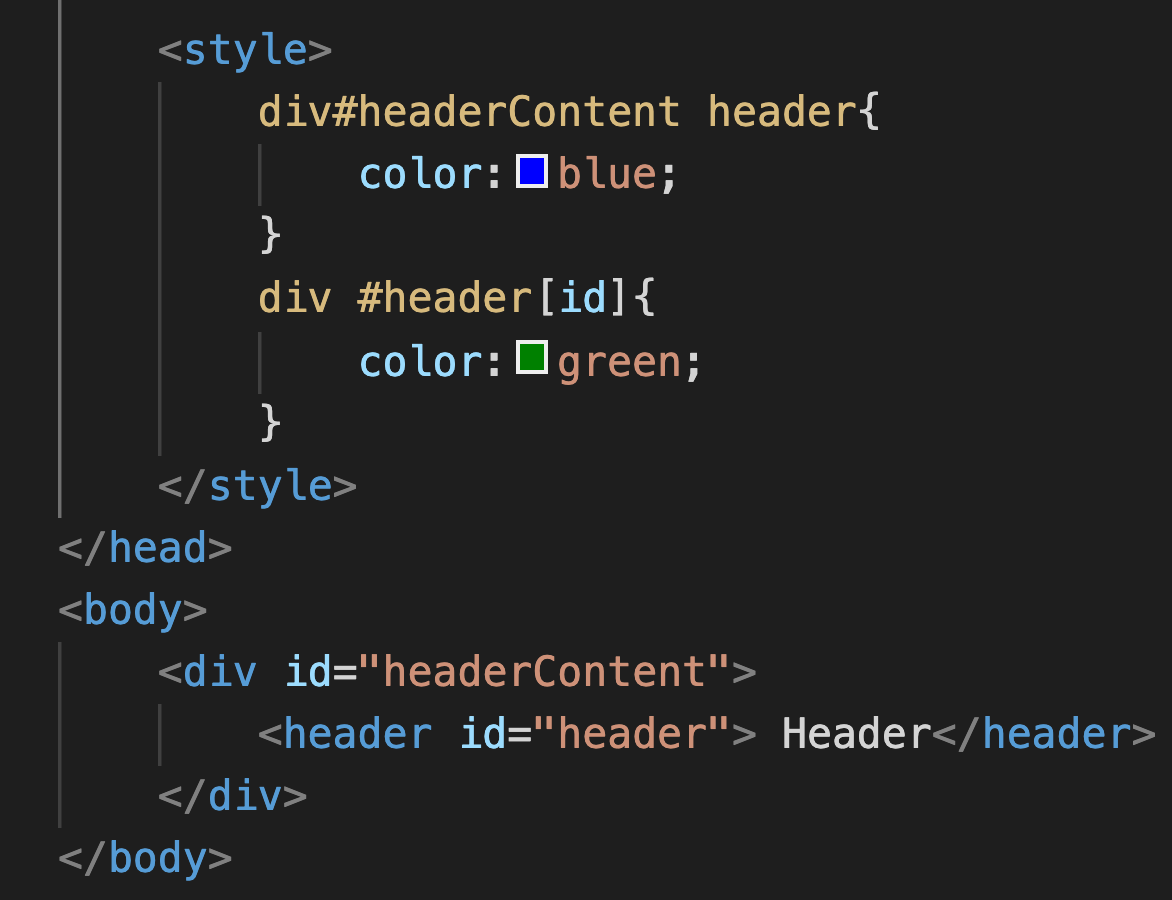 <style>
div#headerContent header{
color: blue;
}
div #header[id]{
color: green;
}
</style>
</head>
<body>
<div id="headerContent">
<header id="header"> Header</header>
</div>
</body>